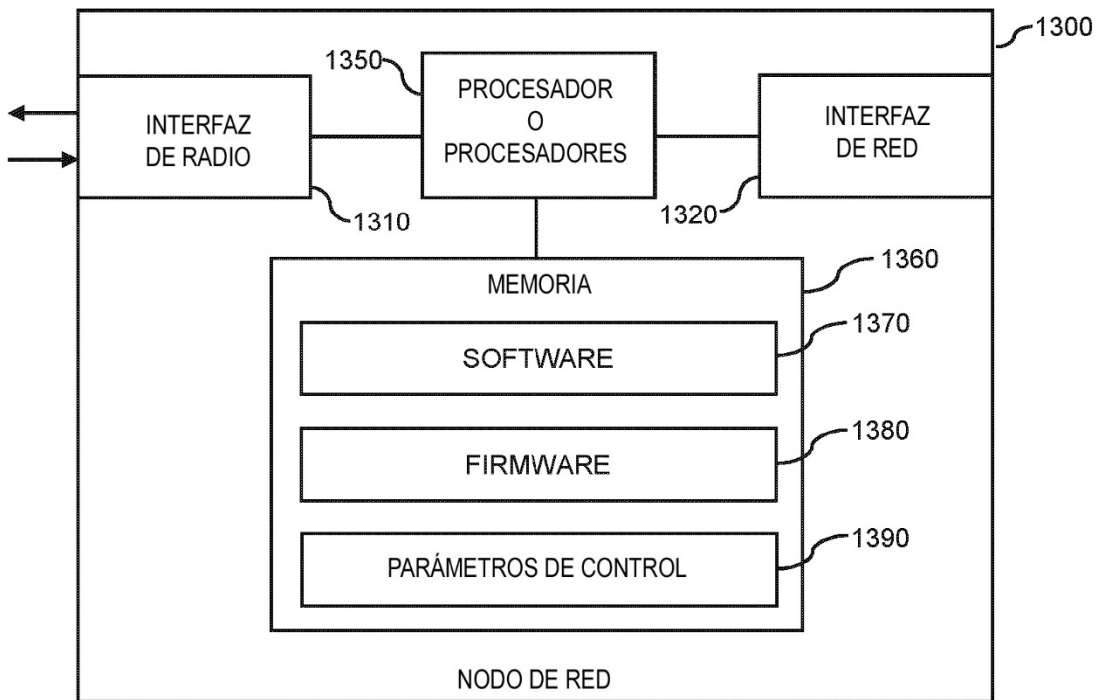 1300
1350
PROCESADOR
O
PROCESADORES
INTERFAZ
DE RADIO
INTERFAZ
DE RED
1310
1320
1360
MEMORIA
1370
SOFTWARE
1380
FIRMWARE
1390
PARÁMETROS DE CONTROL
NODO DE RED